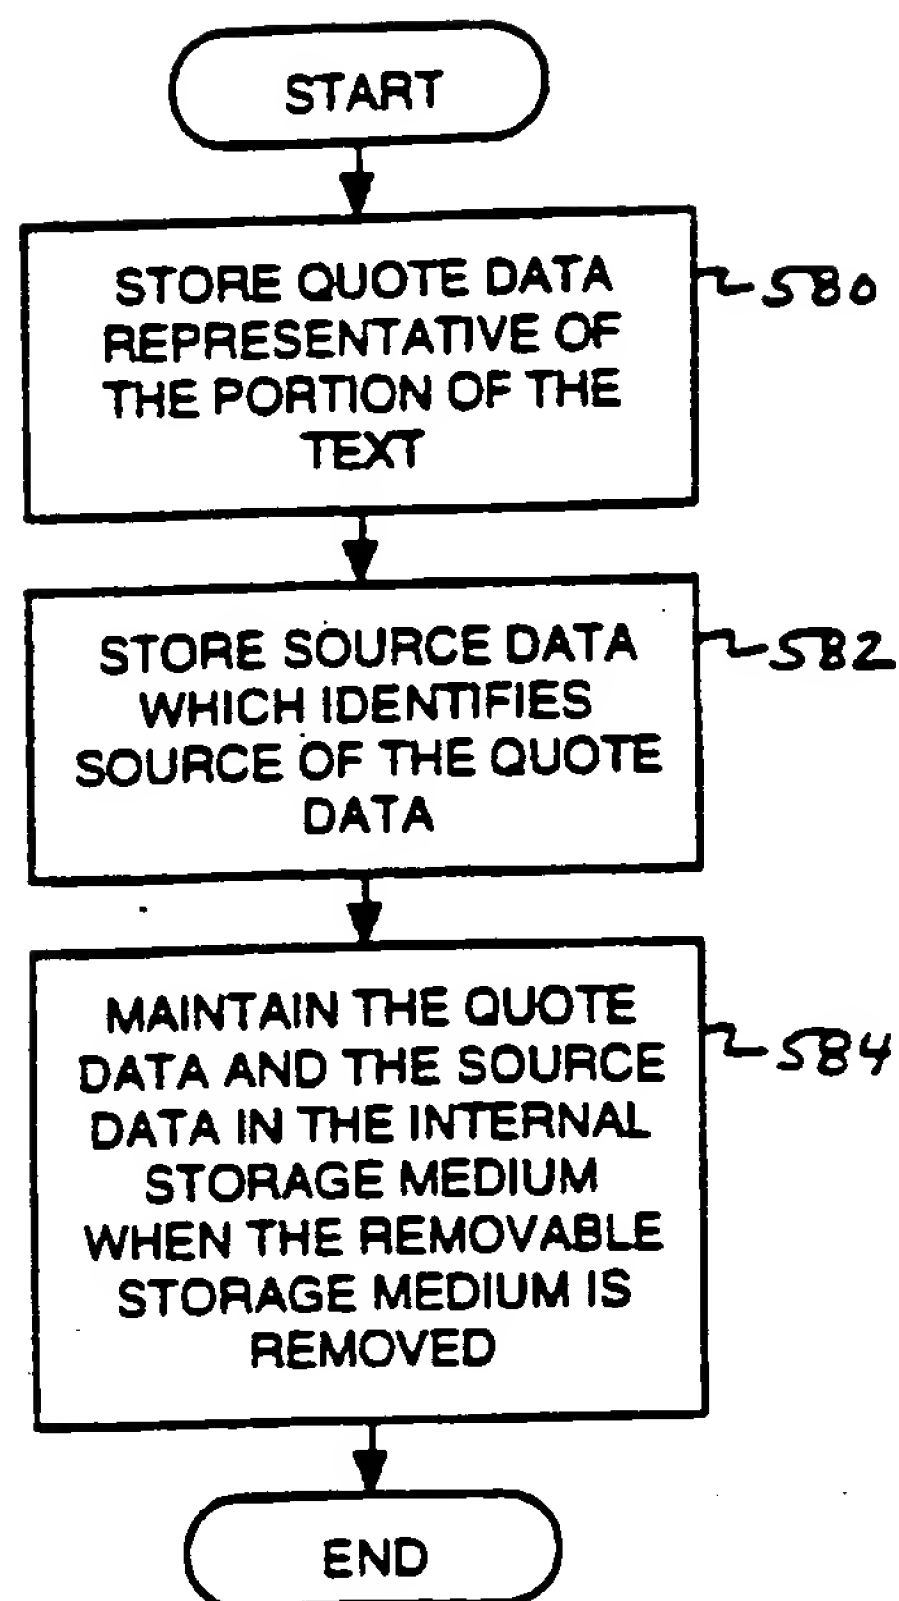 START
STORE QUOTE DATA
REPRESENTATIVE OF
THE PORTION OF THE
TEXT
580
STORE SOURCE DATA
WHICH IDENTIFIES
SOURCE OF THE QUOTE
DATA
582
MAINTAIN THE QUOTE
DATA AND THE SOURCE
DATA IN THE INTERNAL
STORAGE MEDIUM
WHEN THE REMOVABLE
STORAGE MEDIUM IS
REMOVED
584
END